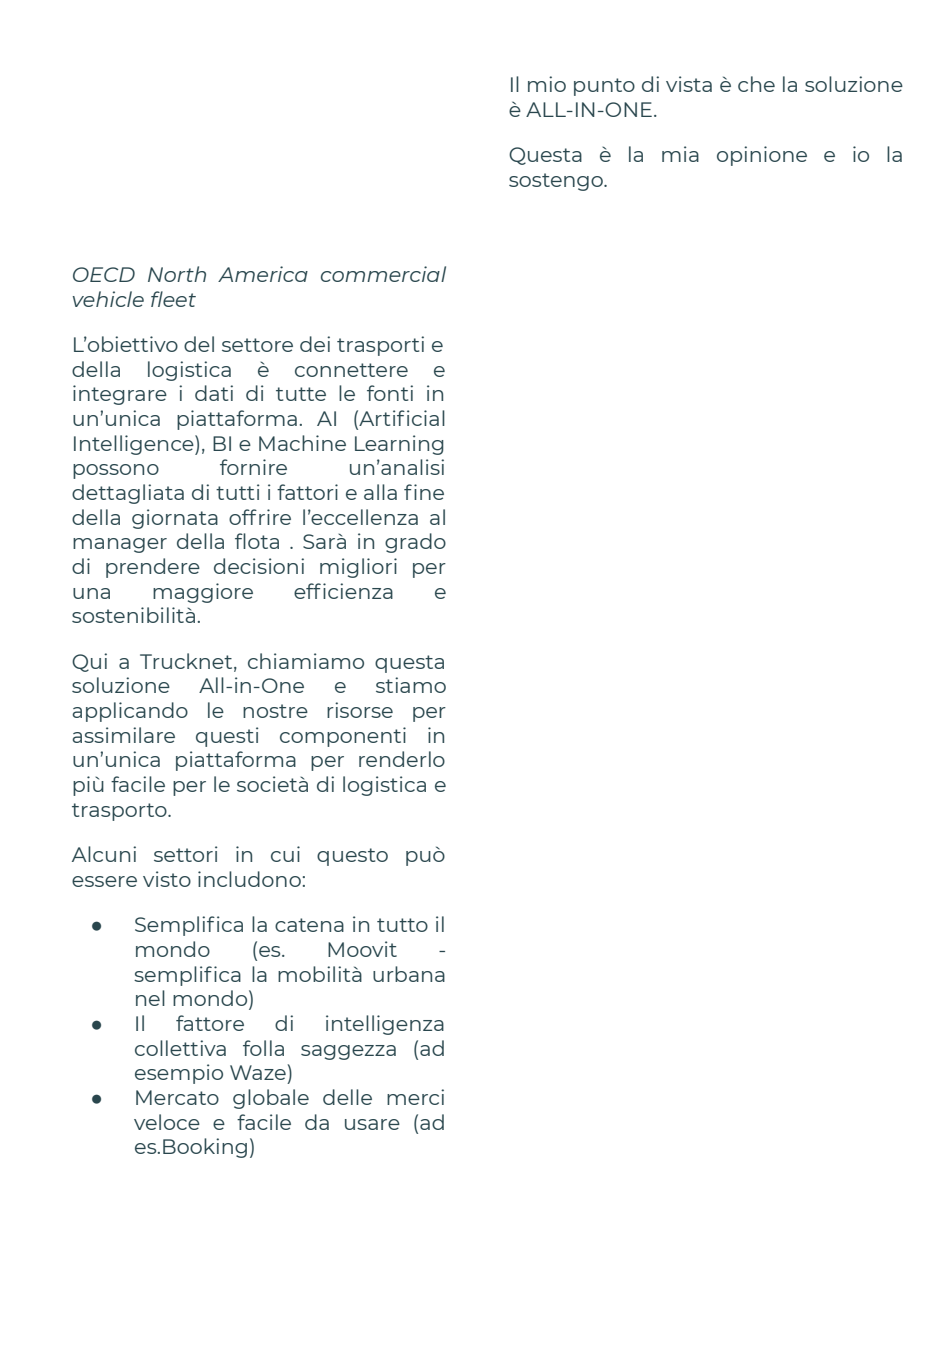 OECD North America commercial
vehicle fleet
L’obiettivo del settore dei trasporti e
della logistica è connettere e
integrare i dati di tutte le fonti in
un’unica piattaforma. AI (Artificial
Intelligence), BI e Machine Learning
possono fornire un’analisi
dettagliata di tutti i fattori e alla fine
della giornata offrire l’eccellenza al
manager della flota . Sarà in grado
di prendere decisioni migliori per
una maggiore efficienza e
sostenibilità.
Qui a Trucknet, chiamiamo questa
soluzione All-in-One e stiamo
applicando le nostre risorse per
assimilare questi componenti in
un’unica piattaforma per renderlo
più facile per le società di logistica e
trasporto.
Alcuni settori in cui questo può
essere visto includono:
● Semplifica la catena in tutto il
mondo (es. Moovit -
semplifica la mobilità urbana
nel mondo)
● Il fattore di intelligenza
collettiva folla saggezza (ad
esempio Waze)
● Mercato globale delle merci
veloce e facile da usare (ad
es.Booking)
Il mio punto di vista è che la soluzione
è ALL-IN-ONE.
Questa è la mia opinione e io la
sostengo.